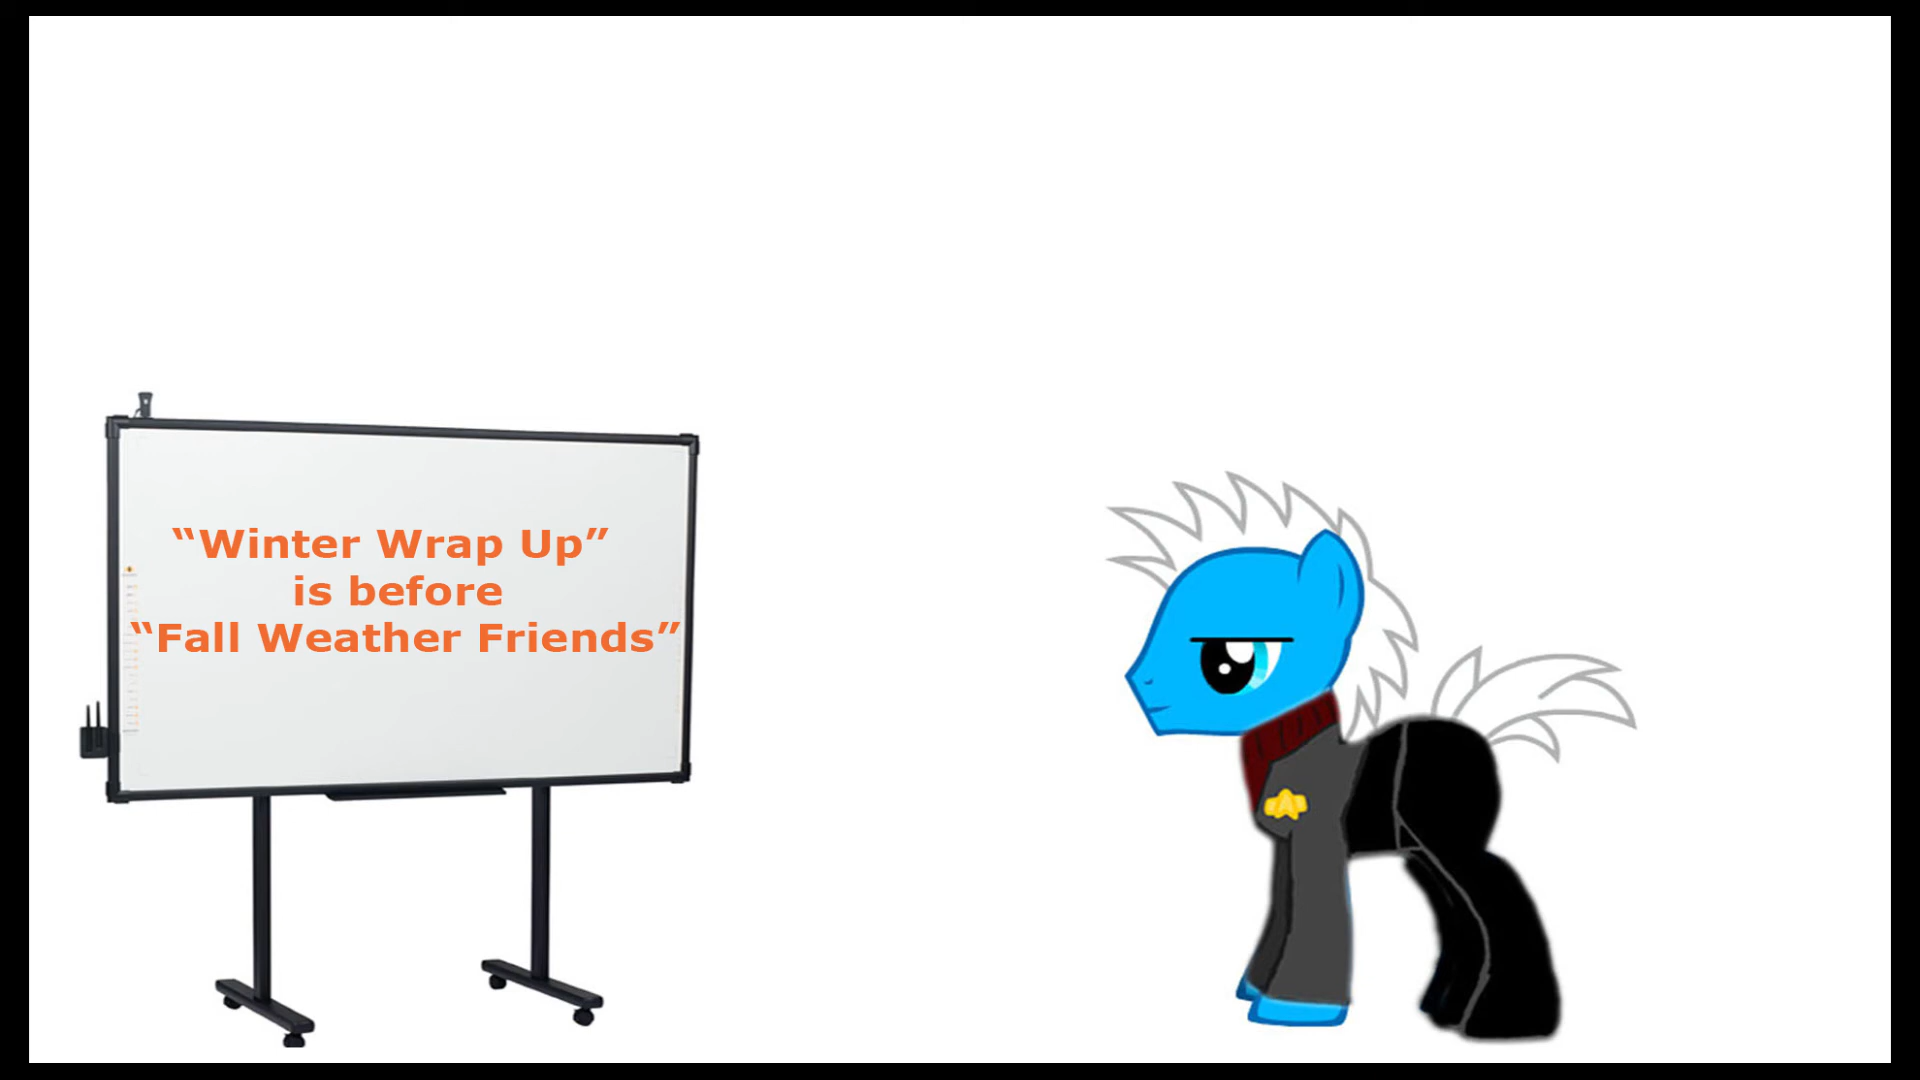 “Winter Wrap Up”
is before
“Fall Weather Friends”